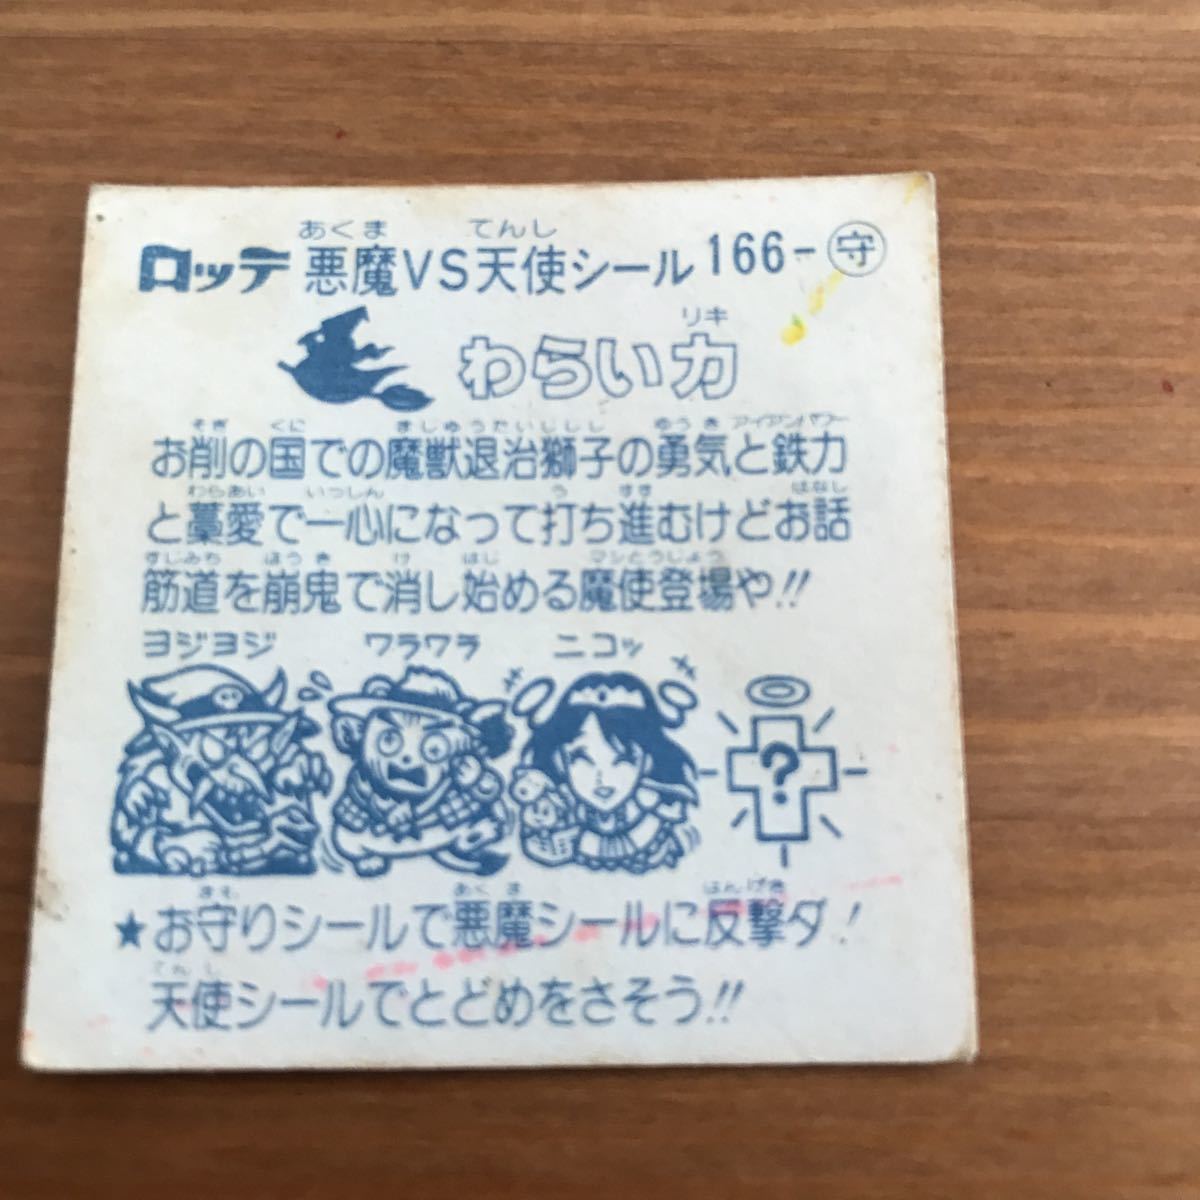 あくま てんし
ロッテ 悪魔VS天使シール 166-守
リキ
わらい力
そぎ くに まじゅうたいじしし ゆうき アイアンパワー
お削の国での魔獣退治獅子の勇気と鉄力
わらあい いっしん う すす はなし
と藁愛で一心になって打ち進むけどお話
すじみち ほうき け はじ マシとうじょう
筋道を崩鬼で消し始める魔使登場や!!
ヨジヨジ ワラワラ ニコッ
?
まも あくま はんげき
★お守りシールで悪魔シールに反撃ダ!
てんし
天使シールでとどめをさそう!!